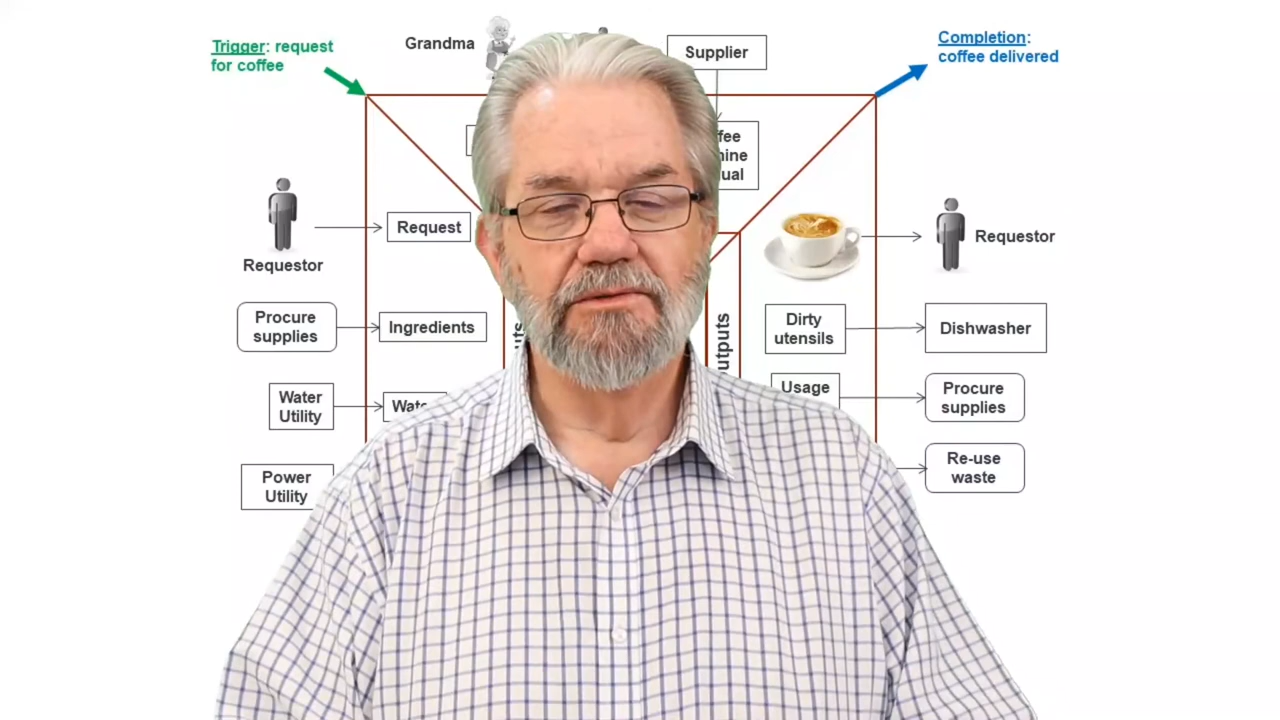 Trigger: request
for coffee
Grandma
Supplier
Completion:
coffee delivered
Requestor
Request
Requestor
Procure
supplies
Ingredients
Dirty
utensils
Dishwasher
Water
Utility
Usage
Procure
supplies
Power
Utility
Re-use
waste